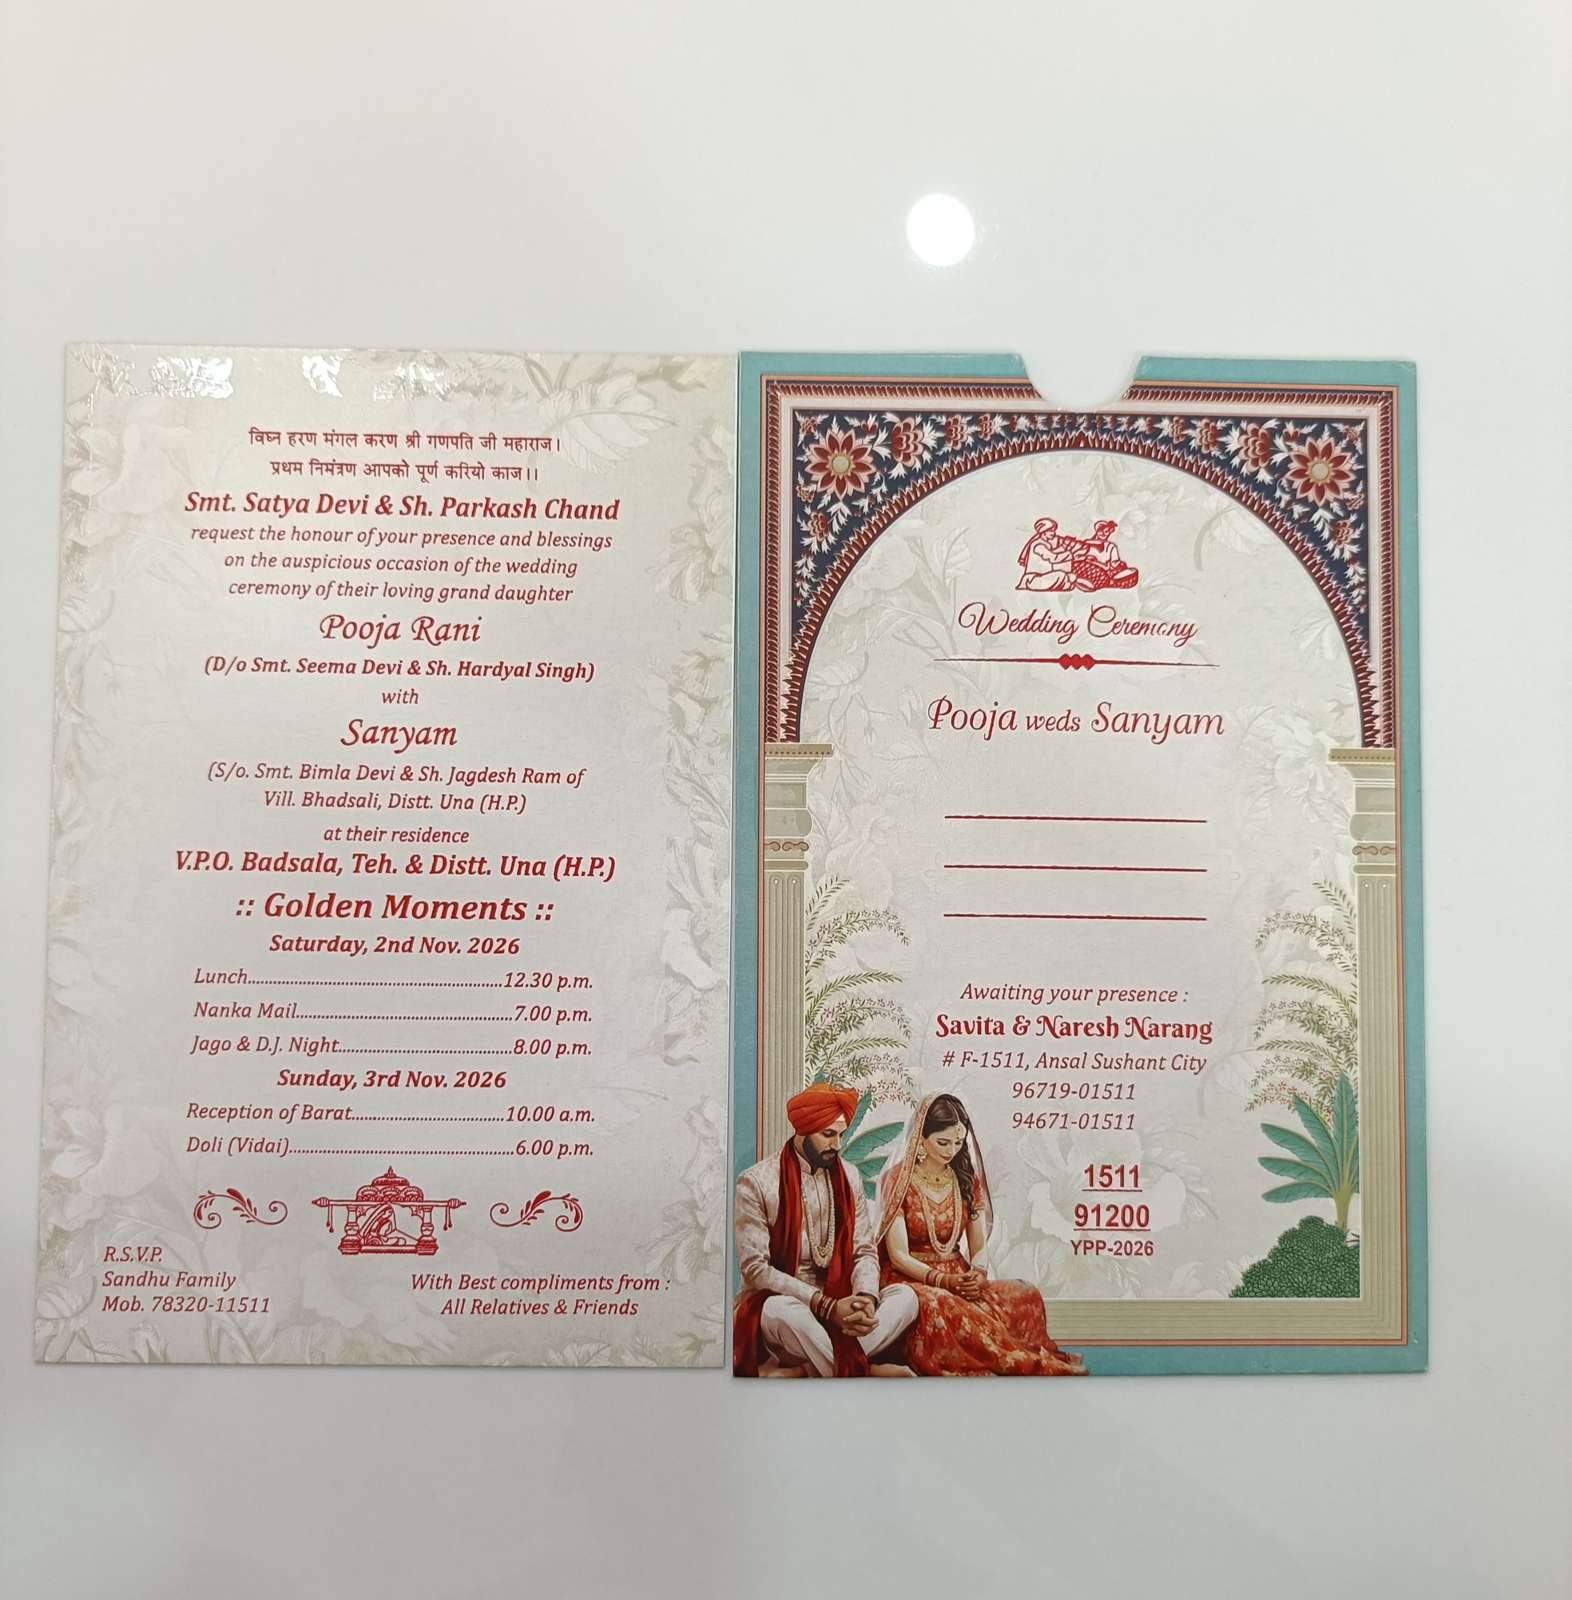 विघ्न हरण मंगल करण श्री गणपति जी महाराज।
प्रथम निमंत्रण आपको पूर्ण करियो काज।।
Smt. Satya Devi & Sh. Parkash Chand
request the honour of your presence and blessings
on the auspicious occasion of the wedding
ceremony of their loving grand daughter
Pooja Rani
(D/o Smt. Seema Devi & Sh. Hardyal Singh)
with
Sanyam
(S/o. Smt. Bimla Devi & Sh. Jagdesh Ram of
Vill. Bhadsali, Distt. Una (H.P.)
at their residence
V.P.O. Badsala, Teh. & Distt. Una (H.P.)
:: Golden Moments ::
Saturday, 2nd Nov. 2026
Lunch.............................................................12.30 p.m.
Nanka Mail....................................................7.00 p.m.
Jago & D.J. Night..........................................8.00 p.m.
Sunday, 3rd Nov. 2026
Reception of Barat.....................................10.00 a.m.
Doli (Vidai)......................................................6.00 p.m.
R.S.V.P.
Sandhu Family
Mob. 78320-11511
With Best compliments from :
All Relatives & Friends
Wedding Ceremony
Pooja weds Sanyam
Awaiting your presence :
Savita & Naresh Narang
# F-1511, Ansal Sushant City
96719-01511
94671-01511
1511
91200
YPP-2026